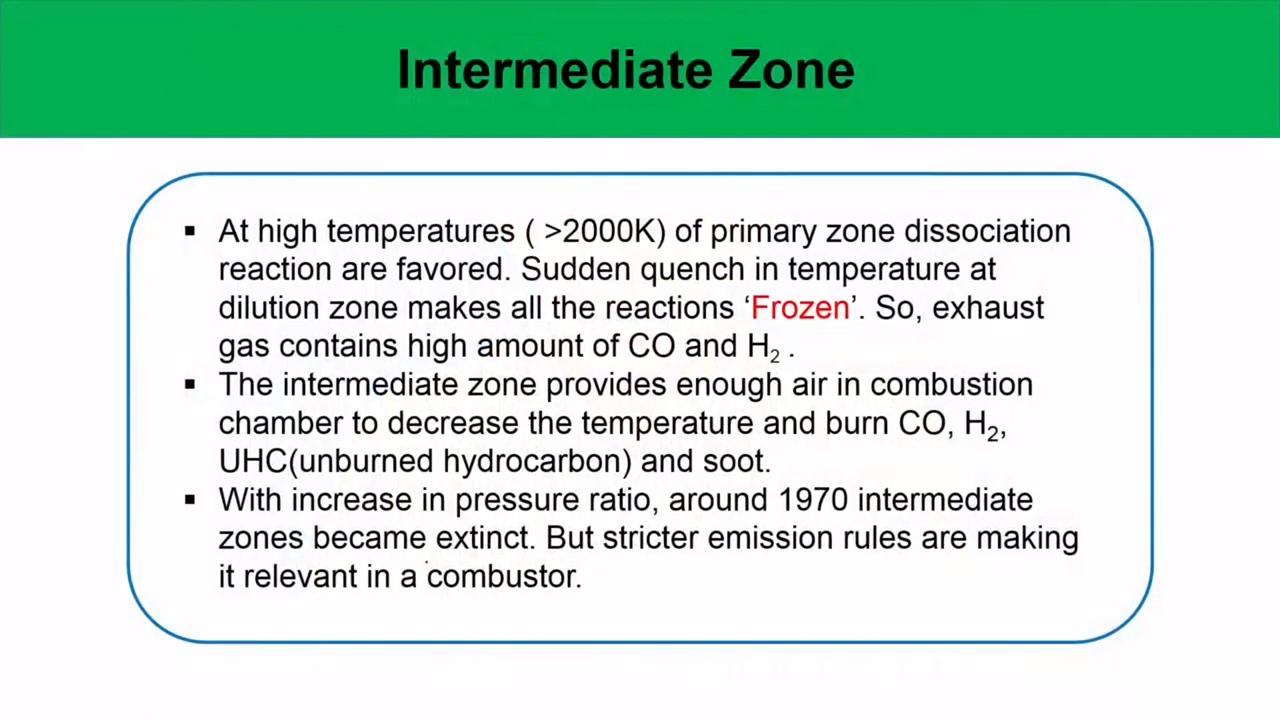 Intermediate Zone
▪ At high temperatures ( >2000K) of primary zone dissociation
reaction are favored. Sudden quench in temperature at
dilution zone makes all the reactions ‘Frozen’. So, exhaust
gas contains high amount of CO and H₂ .
▪ The intermediate zone provides enough air in combustion
chamber to decrease the temperature and burn CO, H₂,
UHC(unburned hydrocarbon) and soot.
▪ With increase in pressure ratio, around 1970 intermediate
zones became extinct. But stricter emission rules are making
it relevant in a combustor.